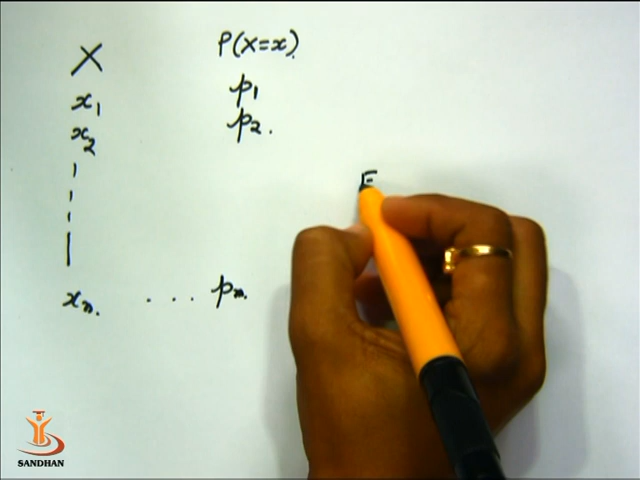 X P(X=x)
x₁ p₁
x₂ p₂.
E
xₙ. . . . pₙ.
SANDHAN